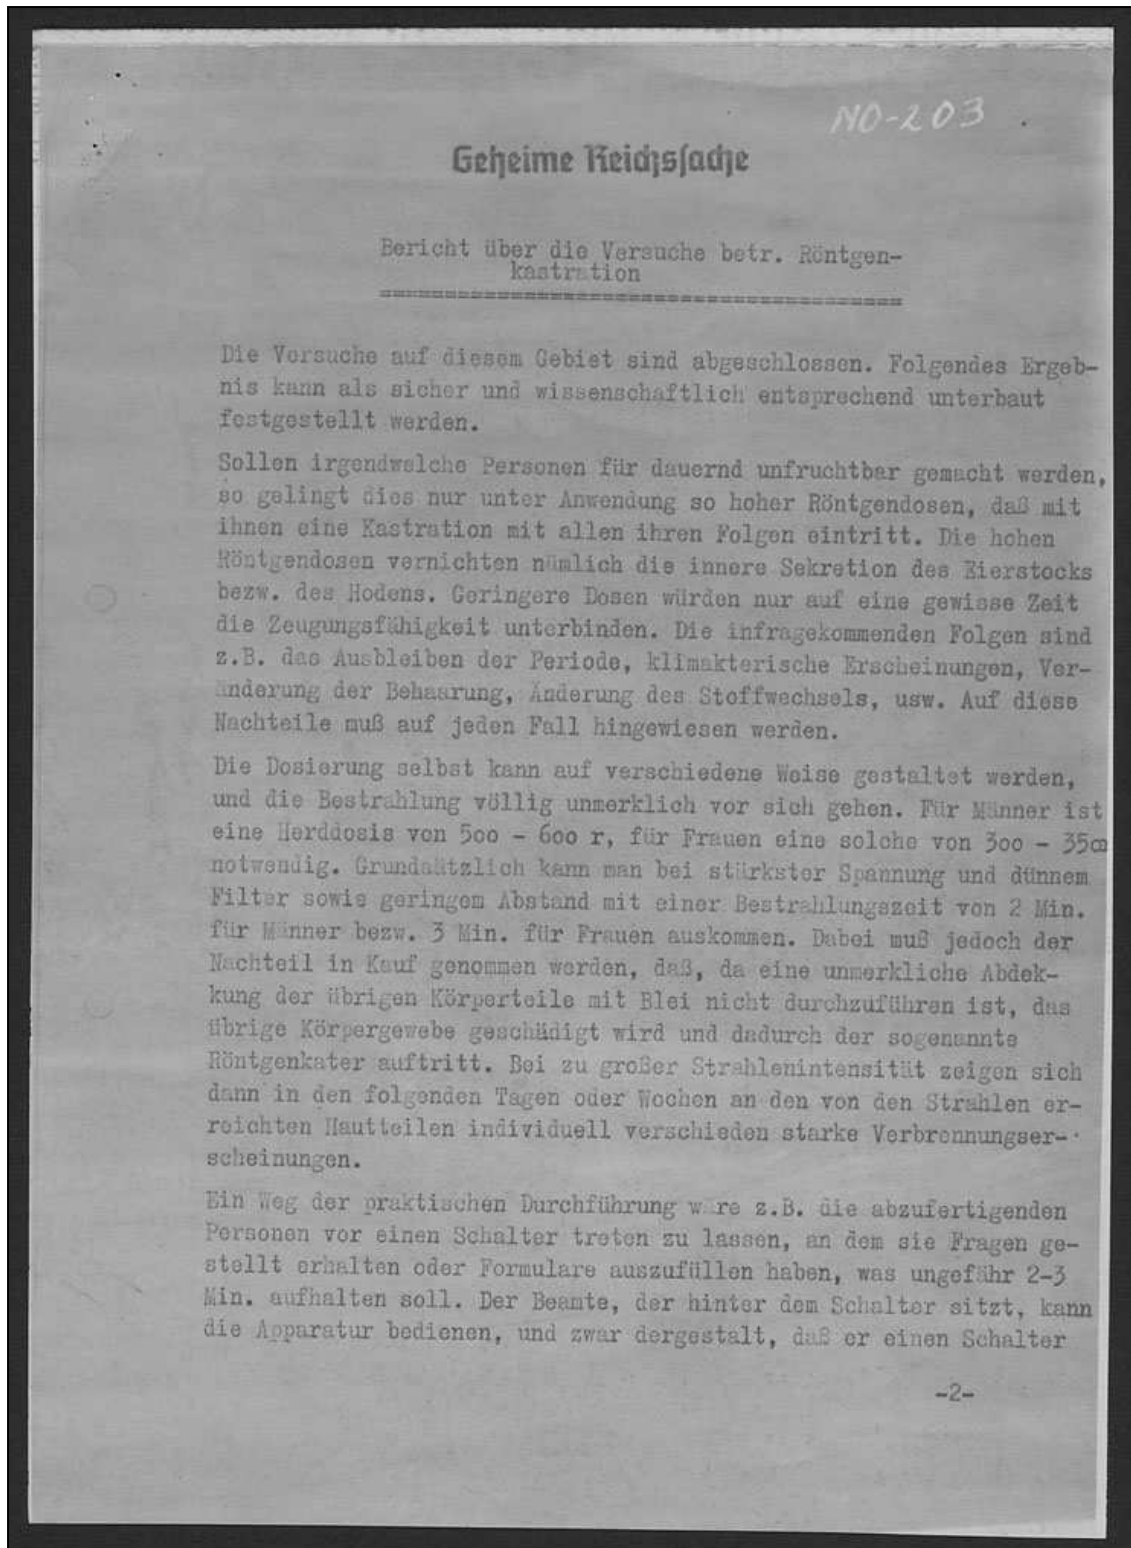 NO-203
Geheime Reichssache
Bericht über die Versuche betr. Röntgen-
kastration
Die Versuche auf diesem Gebiet sind abgeschlossen. Folgendes Ergeb-
nis kann als sicher und wissenschaftlich entsprechend unterbaut
festgestellt werden.
Sollen irgendwelche Personen für dauernd unfruchtbar gemacht werden,
so gelingt dies nur unter Anwendung so hoher Röntgendosen, daß mit
ihnen eine Kastration mit allen ihren Folgen eintritt. Die hohen
Röntgendosen vernichten nämlich die innere Sekretion des Eierstocks
bezw. des Hodens. Geringere Dosen würden nur auf eine gewisse Zeit
die Zeugungsfähigkeit unterbinden. Die infragekommenden Folgen sind
z.B. das Ausbleiben der Periode, klimakterische Erscheinungen, Ver-
änderung der Behaarung, Änderung des Stoffwechsels, usw. Auf diese
Nachteile muß auf jeden Fall hingewiesen werden.
Die Dosierung selbst kann auf verschiedene Weise gestaltet werden,
und die Bestrahlung völlig unmerklich vor sich gehen. Für Männer ist
eine Herddosis von 5oo - 6oo r, für Frauen eine solche von 3oo - 35o
notwendig. Grundsätzlich kann man bei stärkster Spannung und dünnem
Filter sowie geringem Abstand mit einer Bestrahlungszeit von 2 Min.
für Männer bezw. 3 Min. für Frauen auskommen. Dabei muß jedoch der
Nachteil in Kauf genommen werden, daß, da eine unmerkliche Abdek-
kung der übrigen Körperteile mit Blei nicht durchzuführen ist, das
übrige Körpergewebe geschädigt wird und dadurch der sogenannte
Röntgenkater auftritt. Bei zu großer Strahlenintensität zeigen sich
dann in den folgenden Tagen oder Wochen an den von den Strahlen er-
reichten Hautteilen individuell verschieden starke Verbrennungser-
scheinungen.
Ein Weg der praktischen Durchführung wäre z.B. die abzufertigenden
Personen vor einen Schalter treten zu lassen, an dem sie Fragen ge-
stellt erhalten oder Formulare auszufüllen haben, was ungefähr 2-3
Min. aufhalten soll. Der Beamte, der hinter dem Schalter sitzt, kann
die Apparatur bedienen, und zwar dergestalt, daß er einen Schalter
-2-